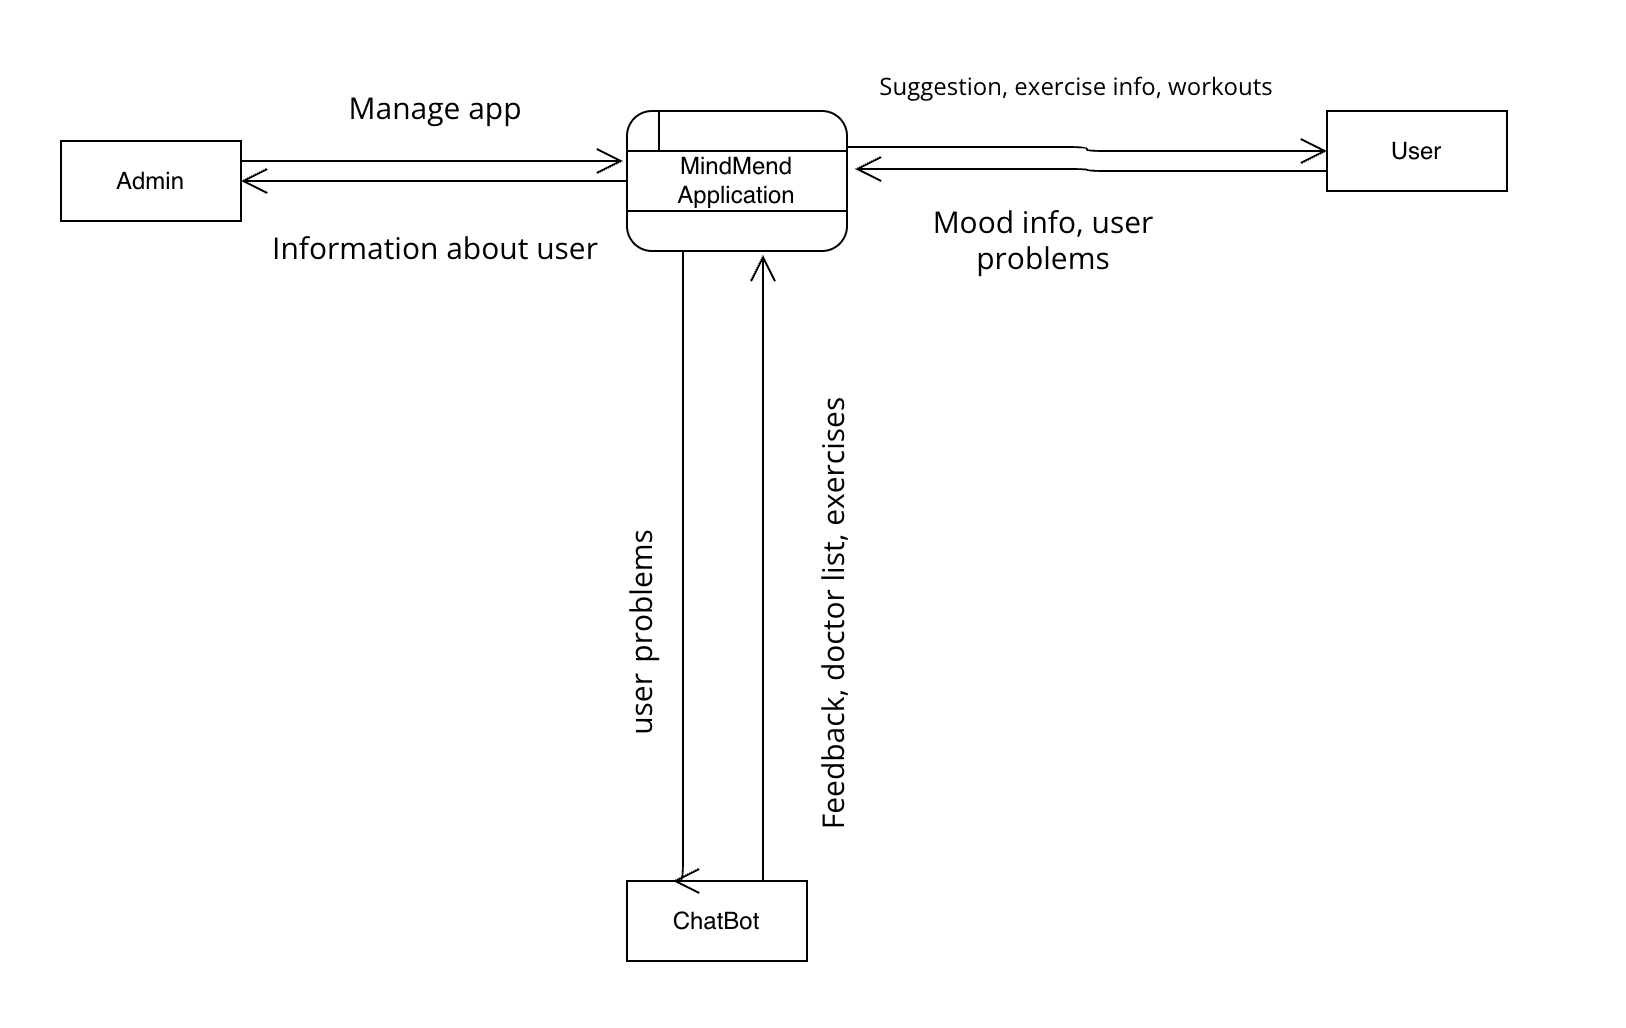 Suggestion, exercise info, workouts
Manage app
Admin
MindMend
Application
User
Information about user
Mood info, user
problems
user problems
Feedback, doctor list, exercises
ChatBot